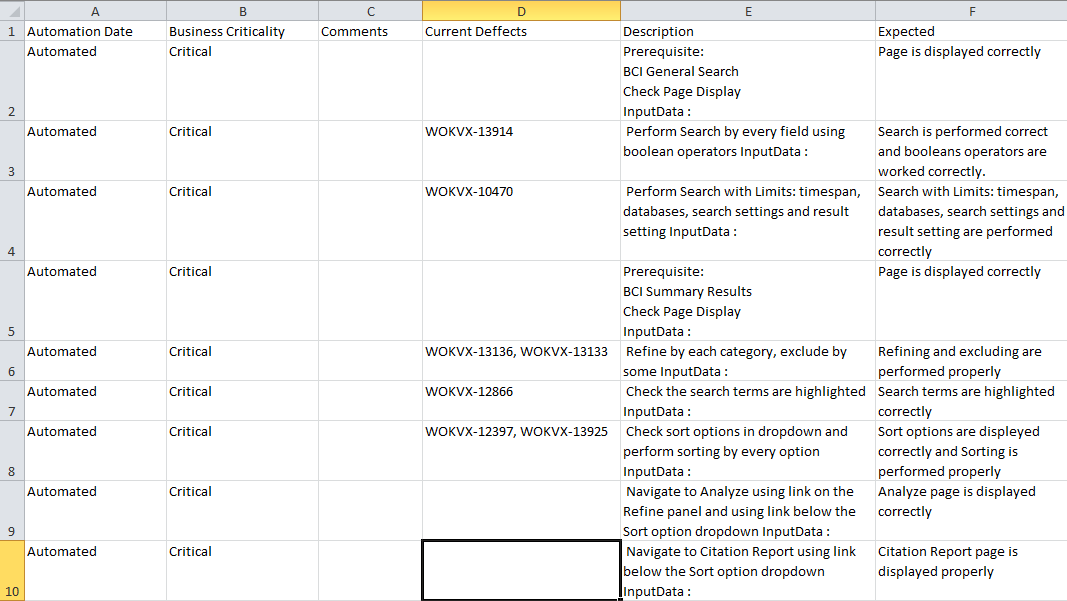 A B C D E F
1 Automation Date Business Criticality Comments Current Deffects Description Expected
Automated Critical Prerequisite: Page is displayed correctly
BCI General Search
Check Page Display
2 InputData :
Automated Critical WOKVX-13914 Perform Search by every field using Search is performed correct
boolean operators InputData : and booleans operators are
3 worked correctly.
Automated Critical WOKVX-10470 Perform Search with Limits: timespan, Search with Limits: timespan,
databases, search settings and result databases, search settings and
setting InputData : result setting are performed
4 correctly
Automated Critical Prerequisite: Page is displayed correctly
BCI Summary Results
Check Page Display
5 InputData :
Automated Critical WOKVX-13136, WOKVX-13133 Refine by each category, exclude by Refining and excluding are
6 some InputData : performed properly
Automated Critical WOKVX-12866 Check the search terms are highlighted Search terms are highlighted
7 InputData : correctly
Automated Critical WOKVX-12397, WOKVX-13925 Check sort options in dropdown and Sort options are displeyed
perform sorting by every option correctly and Sorting is
8 InputData : performed properly
Automated Critical Navigate to Analyze using link on the Analyze page is displayed
Refine panel and using link below the correctly
9 Sort option dropdown InputData :
Automated Critical Navigate to Citation Report using link Citation Report page is
below the Sort option dropdown displayed properly
10 InputData :